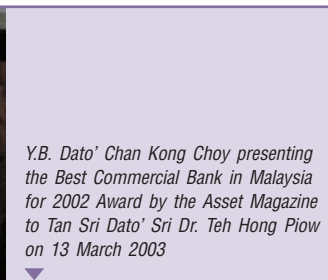 Y.B. Dato' Chan Kong Choy presenting
the Best Commercial Bank in Malaysia
for 2002 Award by the Asset Magazine
to Tan Sri Dato' Sri Dr. Teh Hong Piow
on 13 March 2003